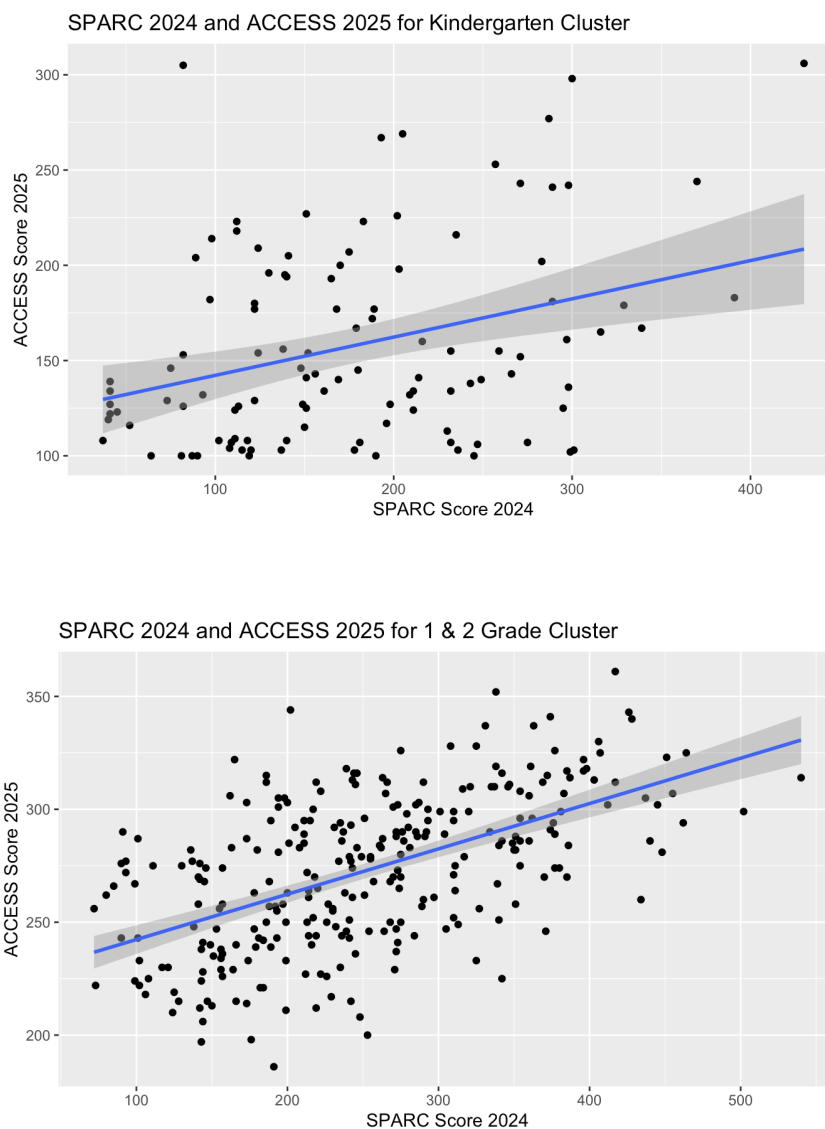 SPARC 2024 and ACCESS 2025 for Kindergarten Cluster
300
250
200
150
100
ACCESS Score 2025
100 200 300 400
SPARC Score 2024
SPARC 2024 and ACCESS 2025 for 1 & 2 Grade Cluster
350
300
250
200
ACCESS Score 2025
100 200 300 400 500
SPARC Score 2024